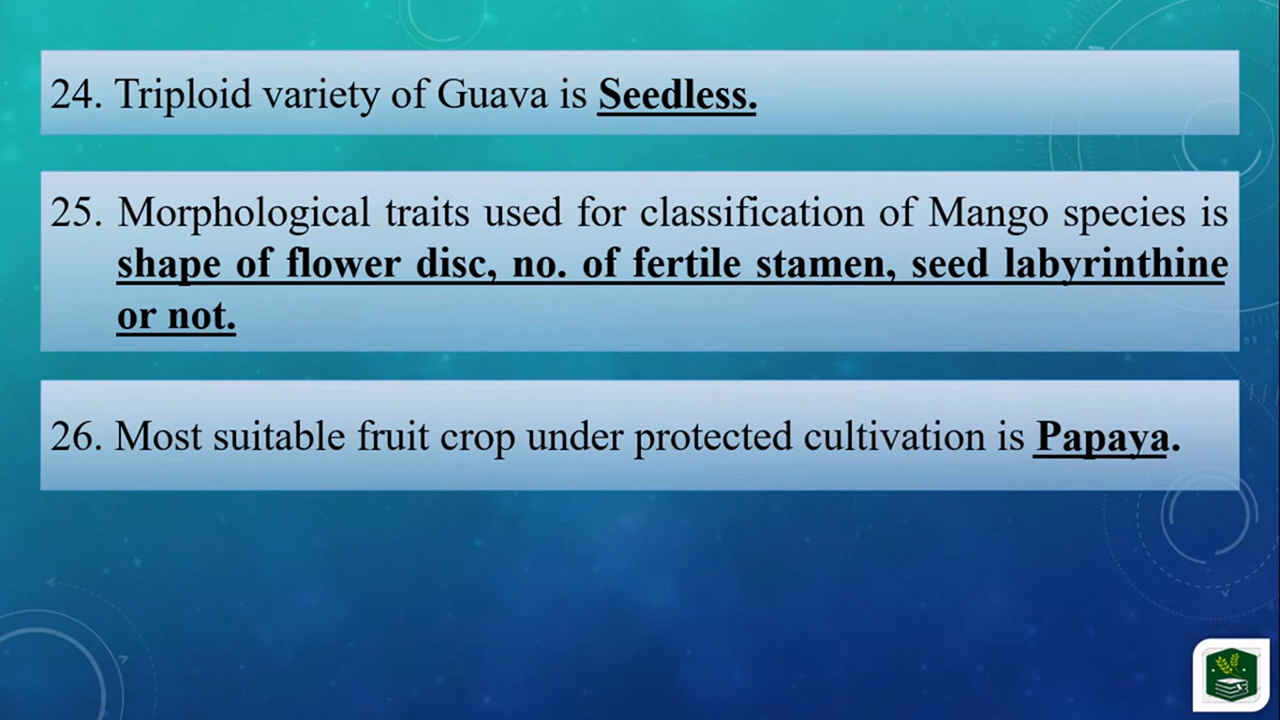 24. Triploid variety of Guava is Seedless.
25. Morphological traits used for classification of Mango species is
shape of flower disc, no. of fertile stamen, seed labyrinthine
or not.
26. Most suitable fruit crop under protected cultivation is Papaya.